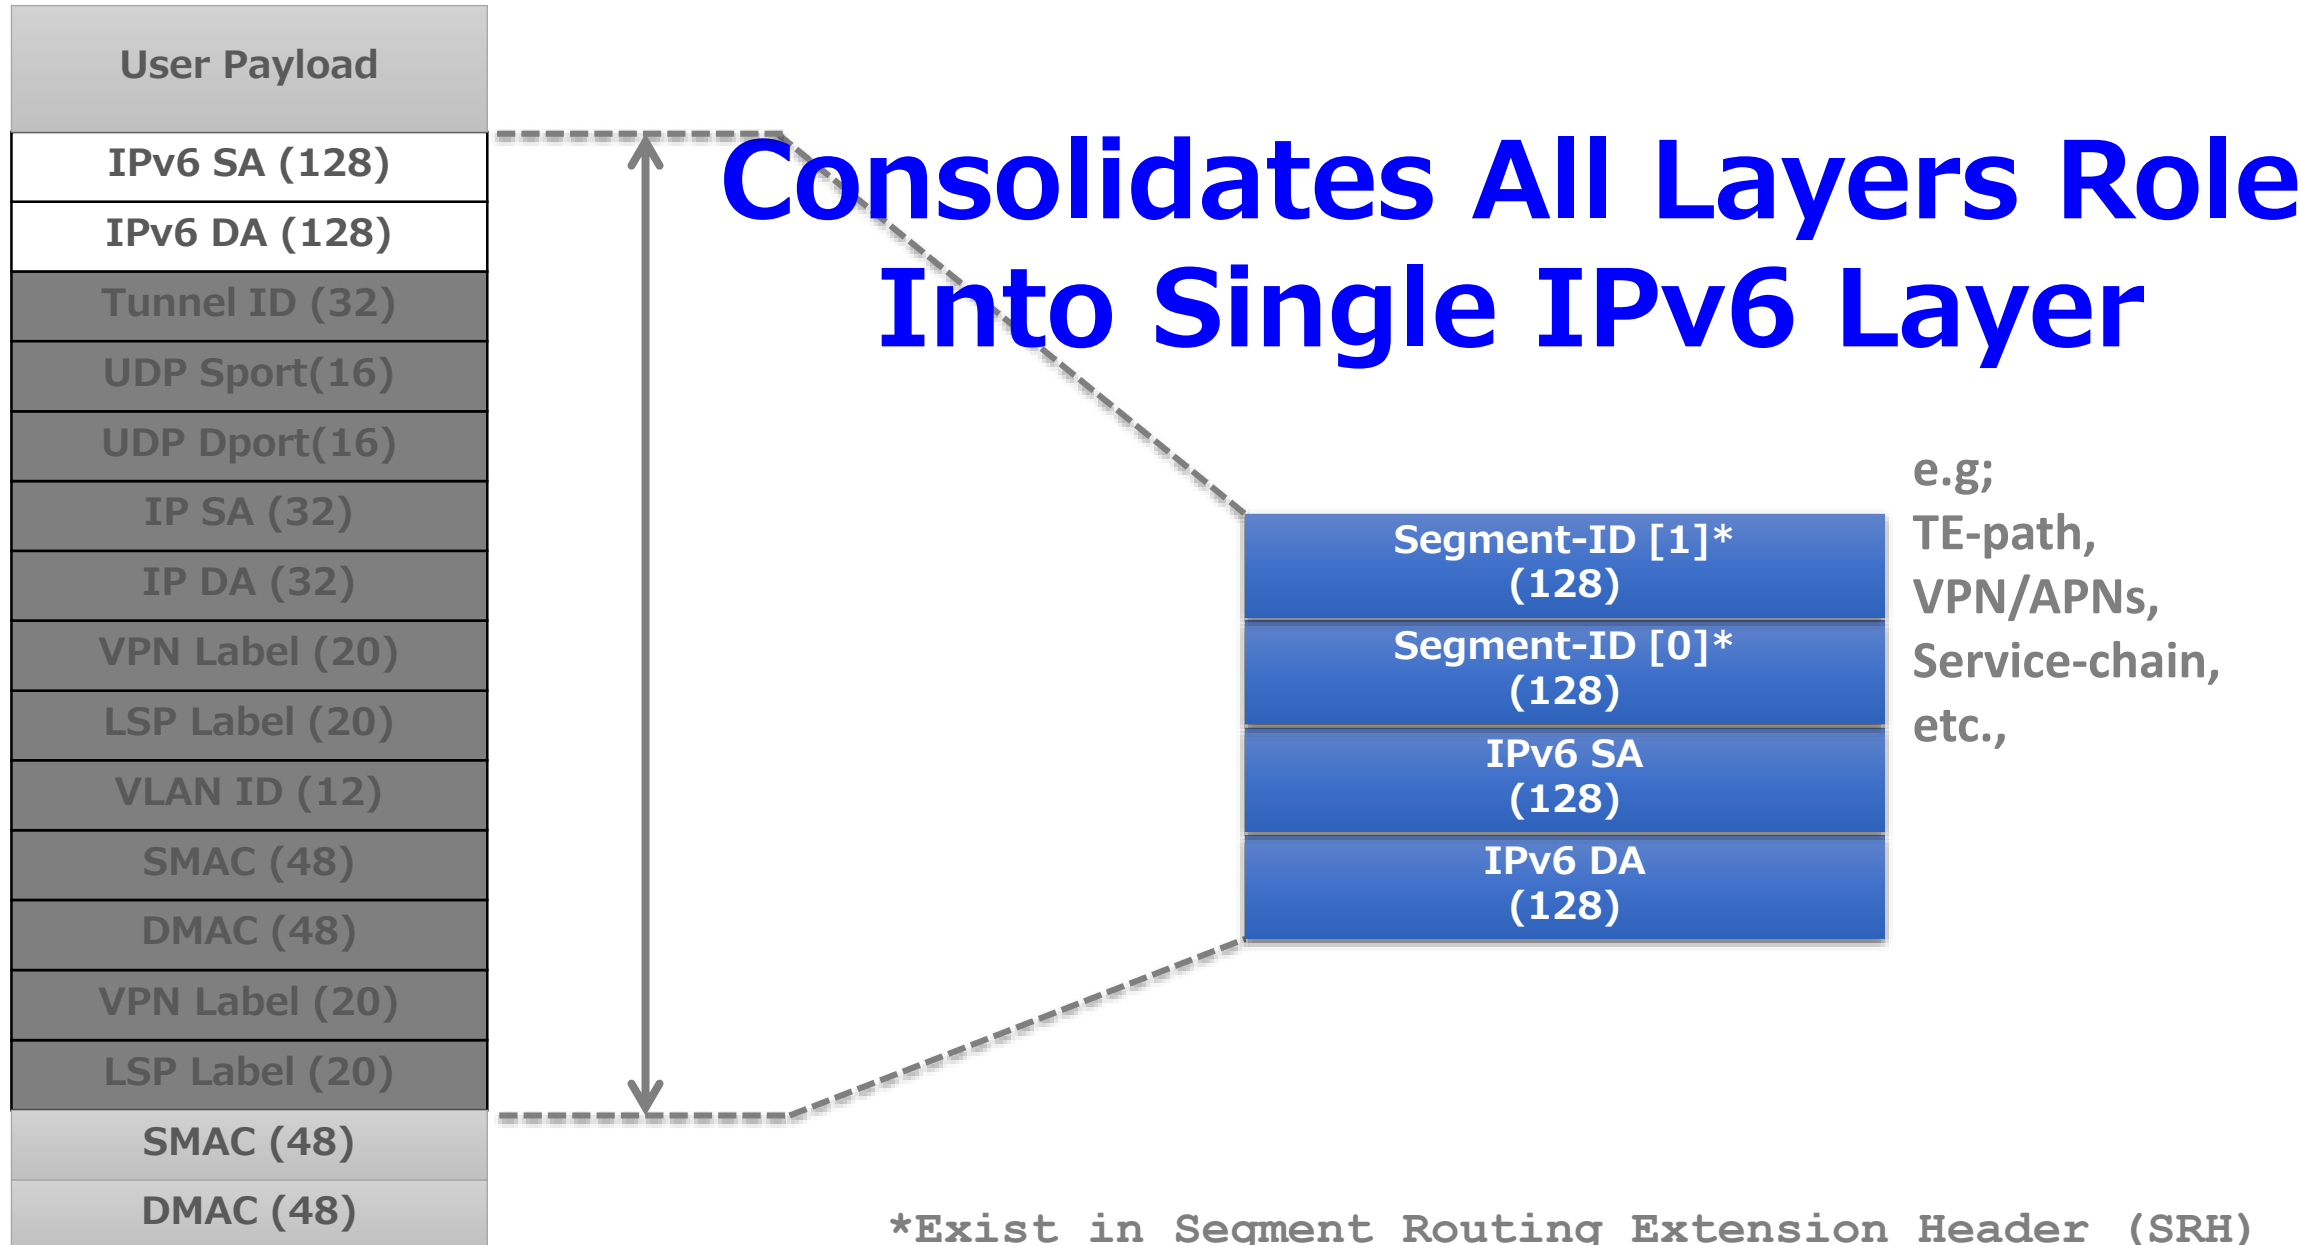 User Payload
IPv6 SA (128)
IPv6 DA (128)
Tunnel ID (32)
UDP Sport(16)
UDP Dport(16)
IP SA (32)
IP DA (32)
VPN Label (20)
LSP Label (20)
VLAN ID (12)
SMAC (48)
DMAC (48)
VPN Label (20)
LSP Label (20)
SMAC (48)
DMAC (48)
Consolidates All Layers Role
Into Single IPv6 Layer
Segment-ID [1]*
(128)
Segment-ID [0]*
(128)
IPv6 SA
(128)
IPv6 DA
(128)
e.g;
TE-path,
VPN/APNs,
Service-chain,
etc.,
*Exist in Segment Routing Extension Header (SRH)